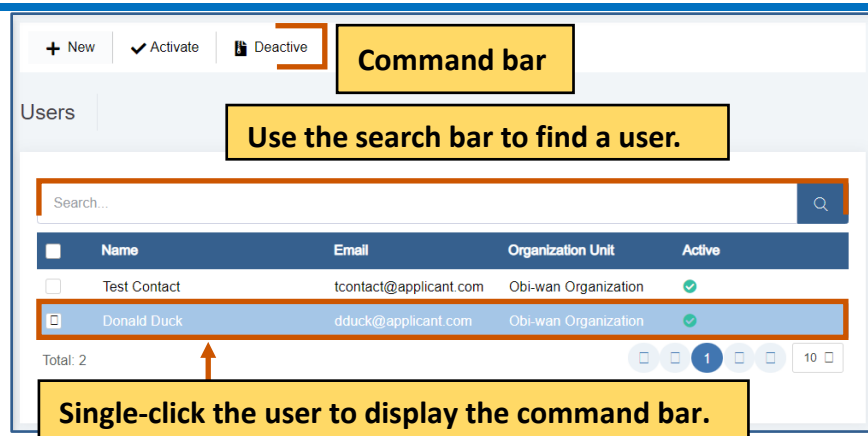 New Activate Deactive
Command bar
Users
Use the search bar to find a user.
Search...
Name Email Organization Unit Active
Test Contact tcontact@applicant.com Obi-wan Organization
Donald Duck dduck@applicant.com Obi-wan Organization
Total: 2 1 10
Single-click the user to display the command bar.